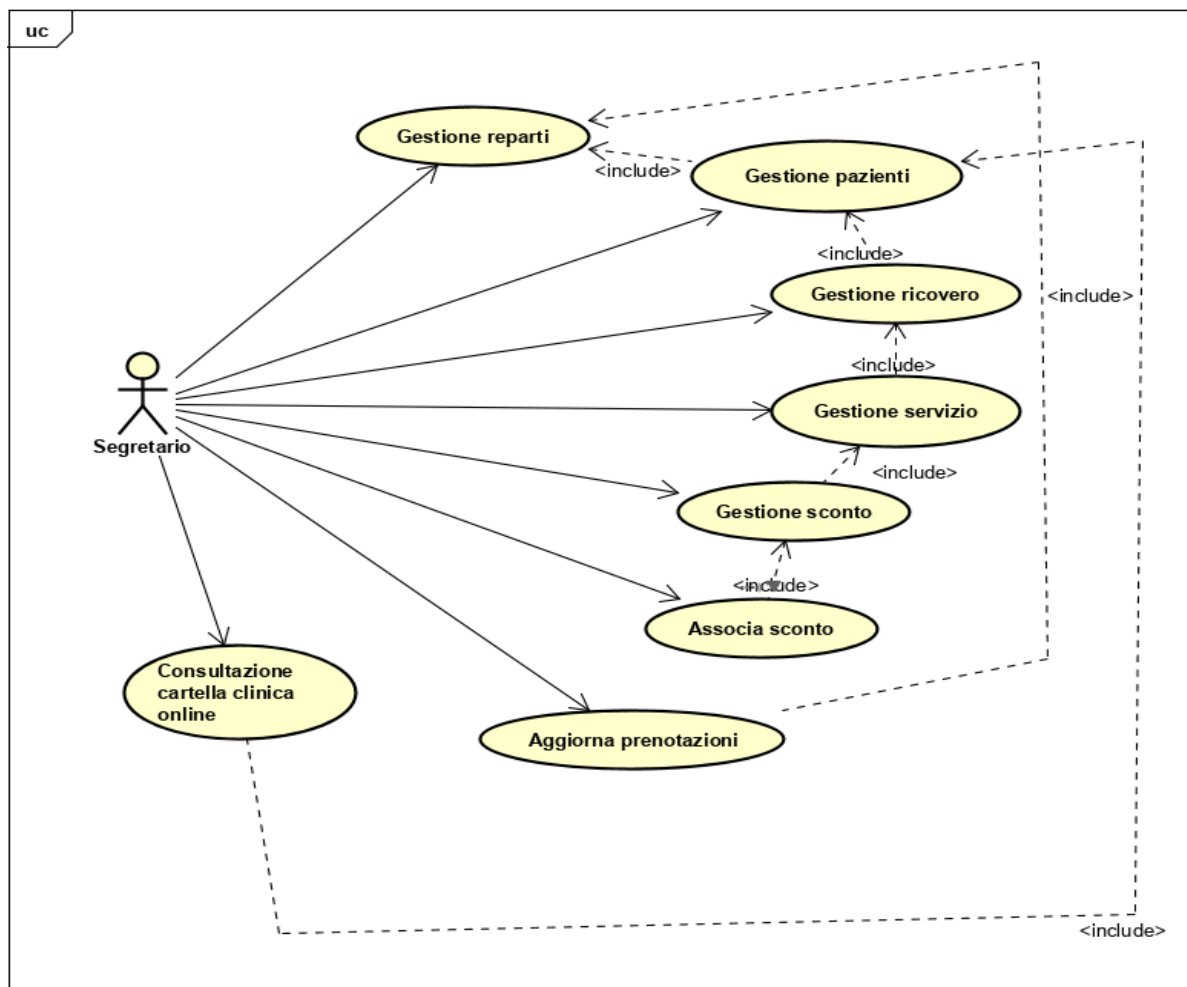 uc
Gestione reparti
<include>
Gestione pazienti
<include>
Gestione ricovero
<include>
<include>
Gestione servizio
Segretario
<include>
Gestione sconto
<include>
Associa sconto
Consultazione
cartella clinica
online
Aggiorna prenotazioni
<include>